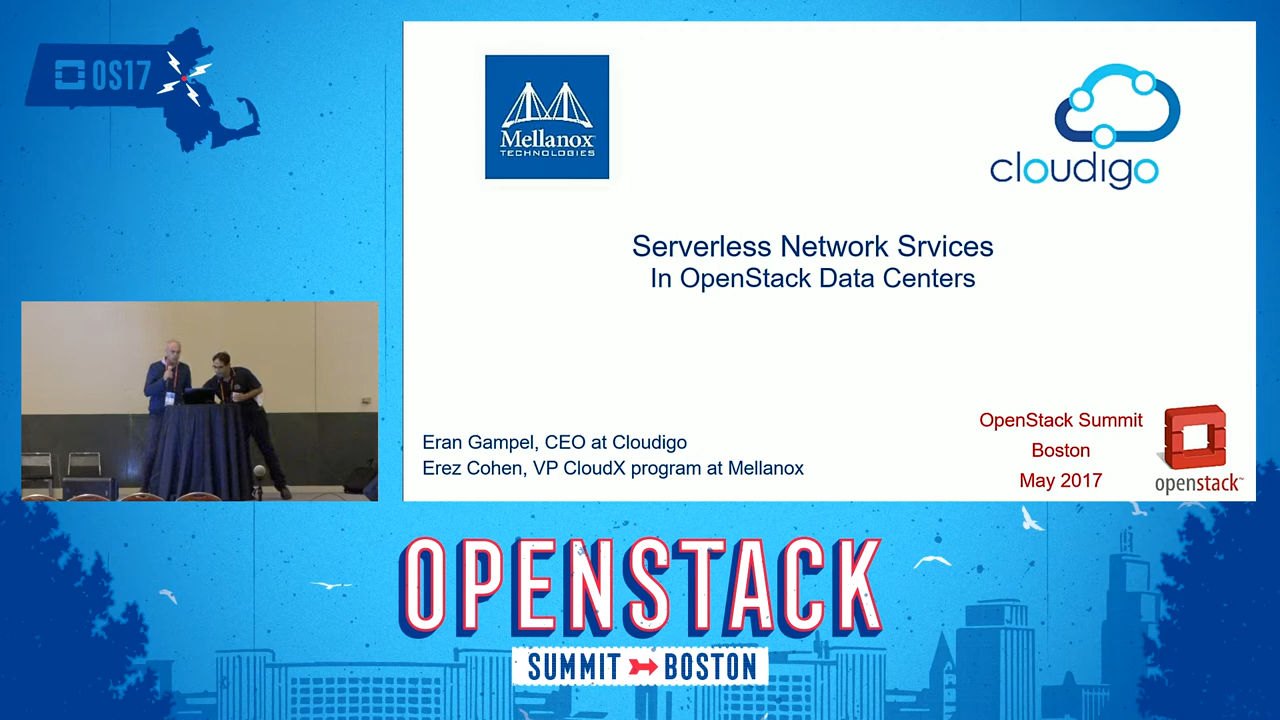 OS17
Mellanox
TECHNOLOGIES
cloudigo
Serverless Network Srvices
In OpenStack Data Centers
Eran Gampel, CEO at Cloudigo
Erez Cohen, VP CloudX program at Mellanox
OpenStack Summit
Boston
May 2017
openstack™
OPENSTACK
SUMMIT BOSTON